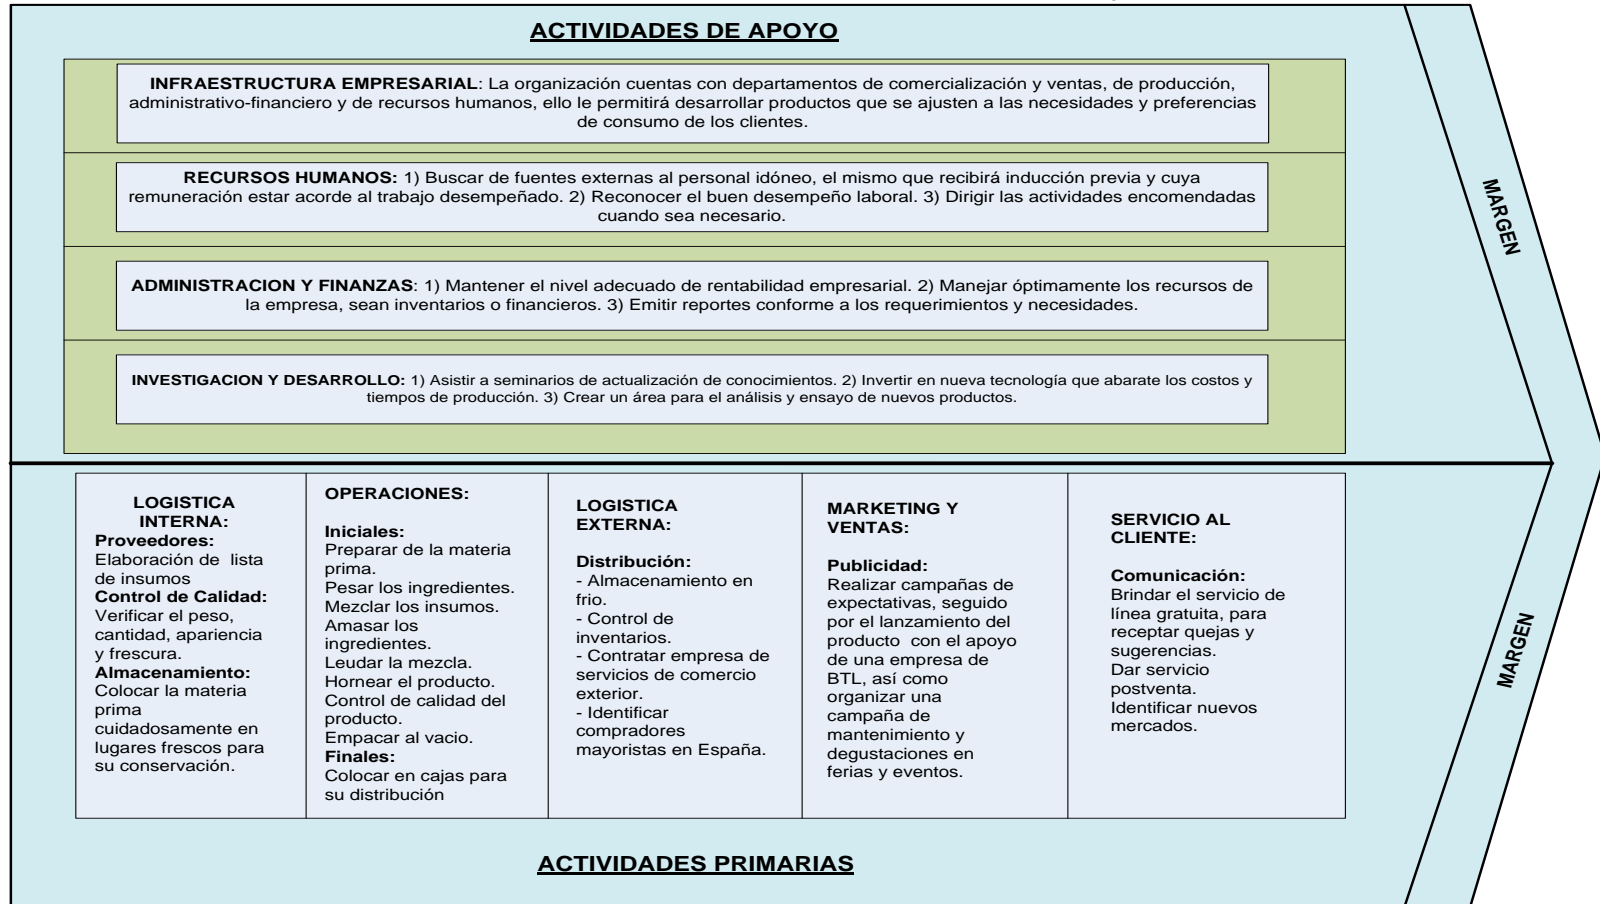 ACTIVIDADES DE APOYO
INFRAESTRUCTURA EMPRESARIAL: La organización cuentas con departamentos de comercialización y ventas, de producción,
administrativo-financiero y de recursos humanos, ello le permitirá desarrollar productos que se ajusten a las necesidades y preferencias
de consumo de los clientes.
RECURSOS HUMANOS: 1) Buscar de fuentes externas al personal idóneo, el mismo que recibirá inducción previa y cuya
remuneración estar acorde al trabajo desempeñado. 2) Reconocer el buen desempeño laboral. 3) Dirigir las actividades encomendadas
cuando sea necesario.
ADMINISTRACION Y FINANZAS: 1) Mantener el nivel adecuado de rentabilidad empresarial. 2) Manejar óptimamente los recursos de
la empresa, sean inventarios o financieros. 3) Emitir reportes conforme a los requerimientos y necesidades.
INVESTIGACION Y DESARROLLO: 1) Asistir a seminarios de actualización de conocimientos. 2) Invertir en nueva tecnología que abarate los costos y
tiempos de producción. 3) Crear un área para el análisis y ensayo de nuevos productos.
MARGEN
LOGISTICA
INTERNA:
Proveedores:
Elaboración de lista
de insumos
Control de Calidad:
Verificar el peso,
cantidad, apariencia
y frescura.
Almacenamiento:
Colocar la materia
prima
cuidadosamente en
lugares frescos para
su conservación.
OPERACIONES:
Iniciales:
Preparar de la materia
prima.
Pesar los ingredientes.
Mezclar los insumos.
Amasar los
ingredientes.
Leudar la mezcla.
Hornear el producto.
Control de calidad del
producto.
Empacar al vacio.
Finales:
Colocar en cajas para
su distribución
LOGISTICA
EXTERNA:
Distribución:
- Almacenamiento en
frio.
- Control de
inventarios.
- Contratar empresa de
servicios de comercio
exterior.
- Identificar
compradores
mayoristas en España.
MARKETING Y
VENTAS:
Publicidad:
Realizar campañas de
expectativas, seguido
por el lanzamiento del
producto con el apoyo
de una empresa de
BTL, así como
organizar una
campaña de
mantenimiento y
degustaciones en
ferias y eventos.
SERVICIO AL
CLIENTE:
Comunicación:
Brindar el servicio de
línea gratuita, para
receptar quejas y
sugerencias.
Dar servicio
postventa.
Identificar nuevos
mercados.
MARGEN
ACTIVIDADES PRIMARIAS